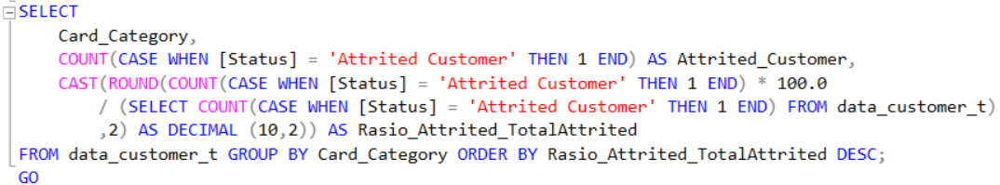 SELECT
Card_Category,
COUNT(CASE WHEN [Status] = 'Attrited Customer' THEN 1 END) AS Attrited_Customer,
CAST(ROUND(COUNT(CASE WHEN [Status] = 'Attrited Customer' THEN 1 END) * 100.0
/ (SELECT COUNT(CASE WHEN [Status] = 'Attrited Customer' THEN 1 END) FROM data_customer_t)
,2) AS DECIMAL (10,2)) AS Rasio_Attrited_TotalAttrited
FROM data_customer_t GROUP BY Card_Category ORDER BY Rasio_Attrited_TotalAttrited DESC;
GO